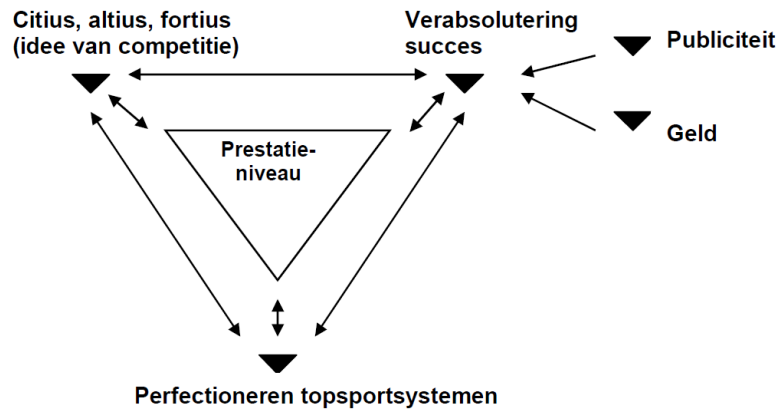 Citius, altius, fortius
(idee van competitie)
Verabsolutering
succes
Publiciteit
Geld
Prestatie-
niveau
Perfectioneren topsportsystemen